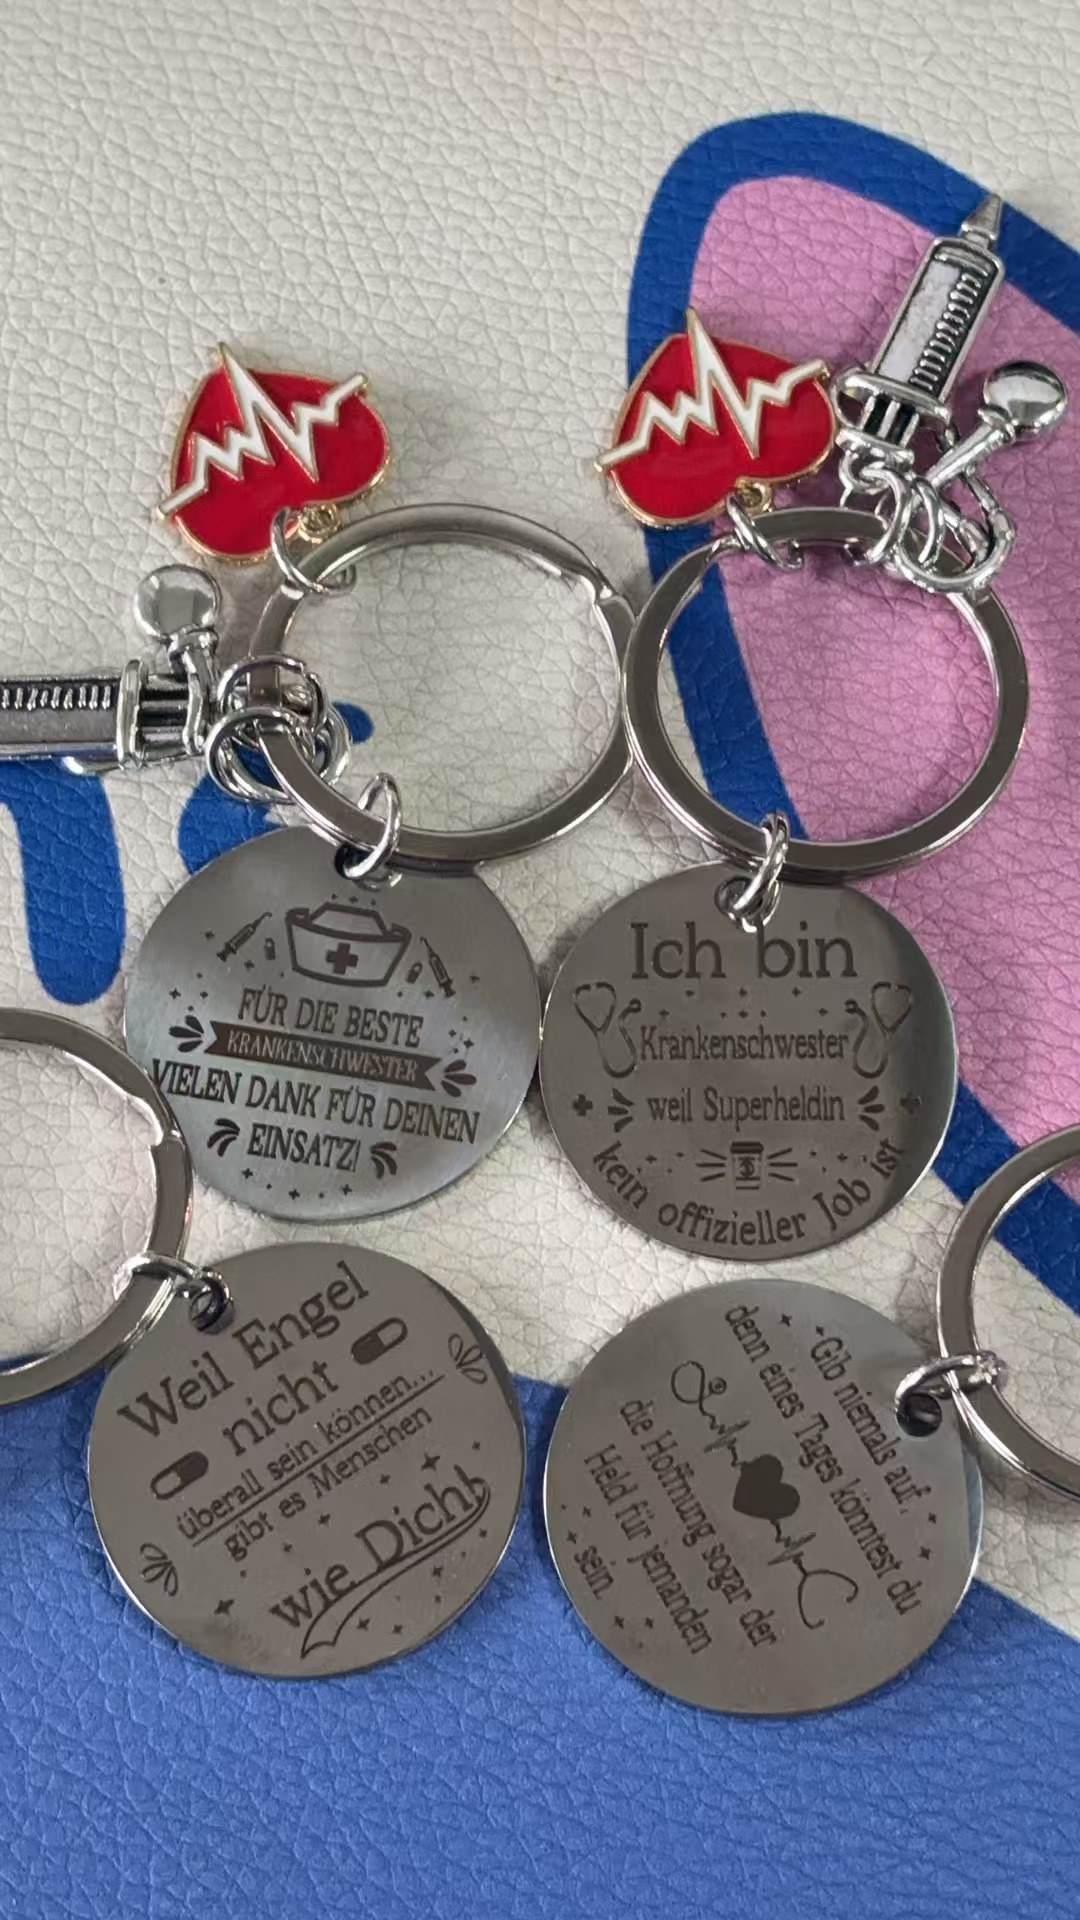 FÜR DIE BESTE
KRANKENSCHWESTER
VIELEN DANK FÜR DEINEN
EINSATZ!
Ich bin
Krankenschwester
weil Superheldin
kein offizieller Job ist
Weil Engel
nicht
überall sein können...
gibt es Menschen
wie Dich!
Gib niemals auf,
denn eines Tages könntest du
die Hoffnung sogar der
Held für jemanden
sein.